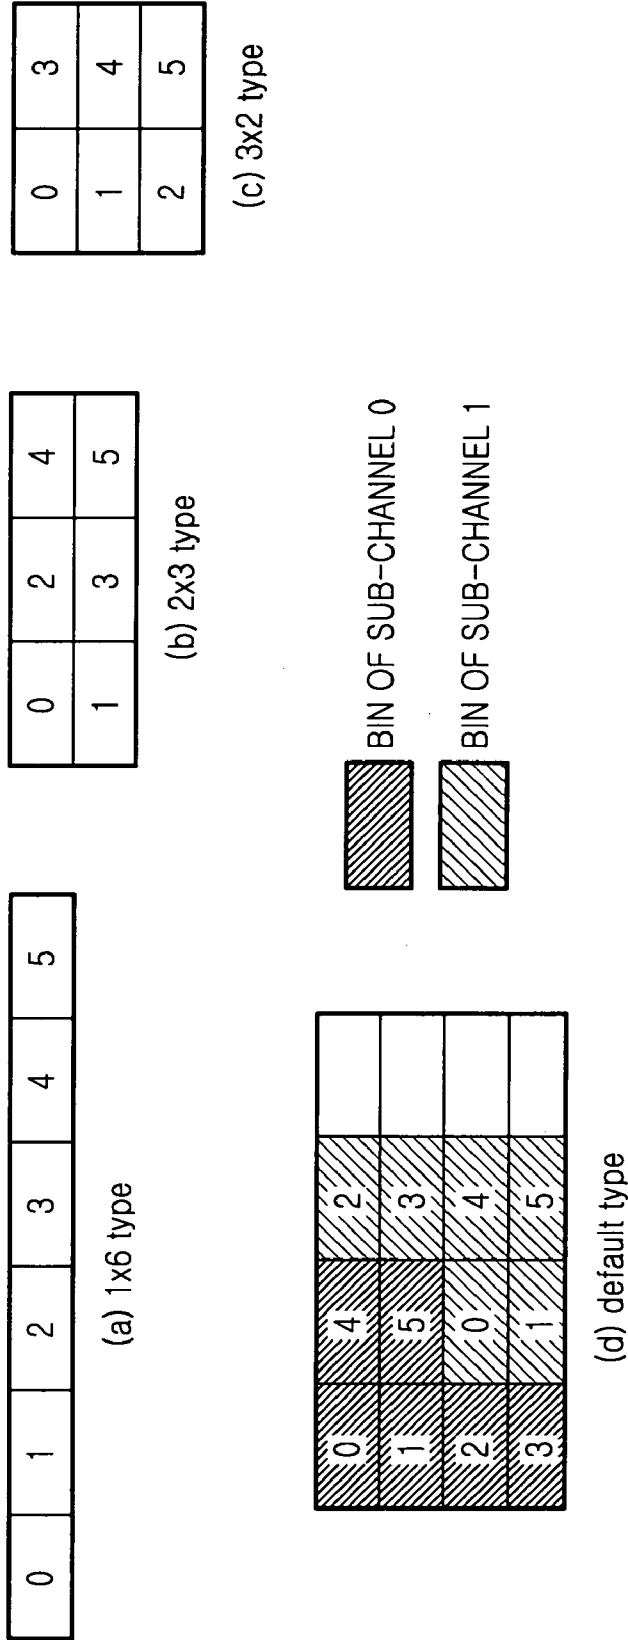 0 1 2 3 4 5
(a) 1x6 type
0 2 4
1 3 5
(b) 2x3 type
0 3
1 4
2 5
(c) 3x2 type
0 4 2
1 5 3
2 0 4
3 1 5
(d) default type
BIN OF SUB-CHANNEL 0
BIN OF SUB-CHANNEL 1